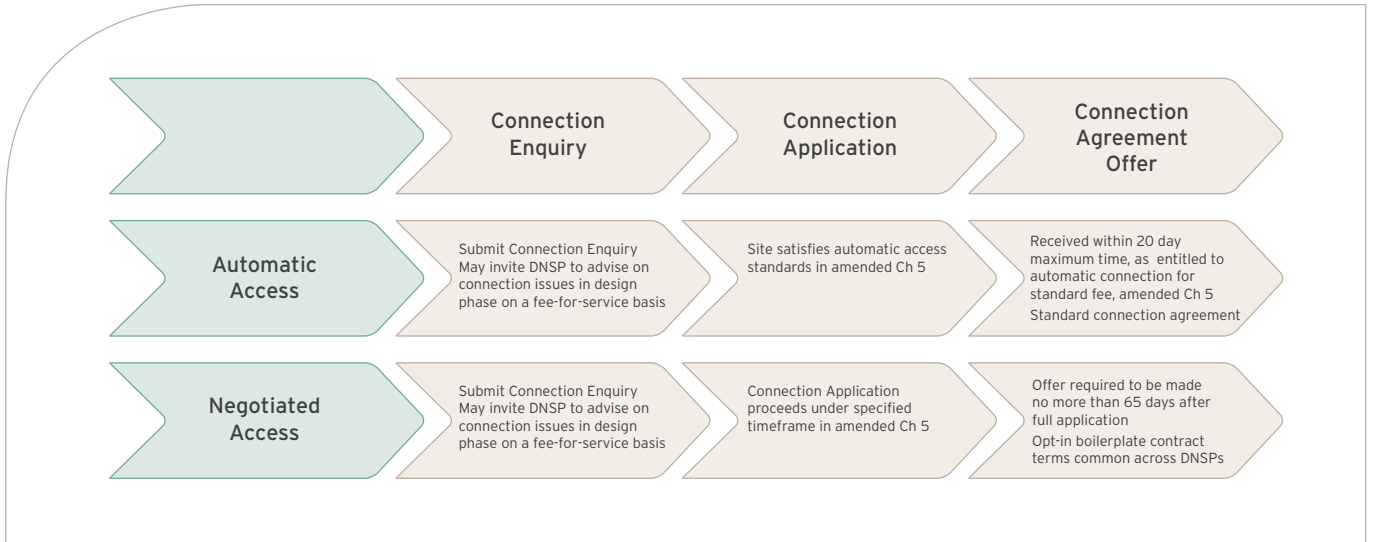 Connection
Enquiry
Connection
Application
Connection
Agreement
Offer
Automatic
Access
Submit Connection Enquiry
May invite DNSP to advise on
connection issues in design
phase on a fee-for-service basis
Site satisfies automatic access
standards in amended Ch 5
Received within 20 day
maximum time, as entitled to
automatic connection for
standard fee, amended Ch 5
Standard connection agreement
Negotiated
Access
Submit Connection Enquiry
May invite DNSP to advise on
connection issues in design
phase on a fee-for-service basis
Connection Application
proceeds under specified
timeframe in amended Ch 5
Offer required to be made
no more than 65 days after
full application
Opt-in boilerplate contract
terms common across DNSPs